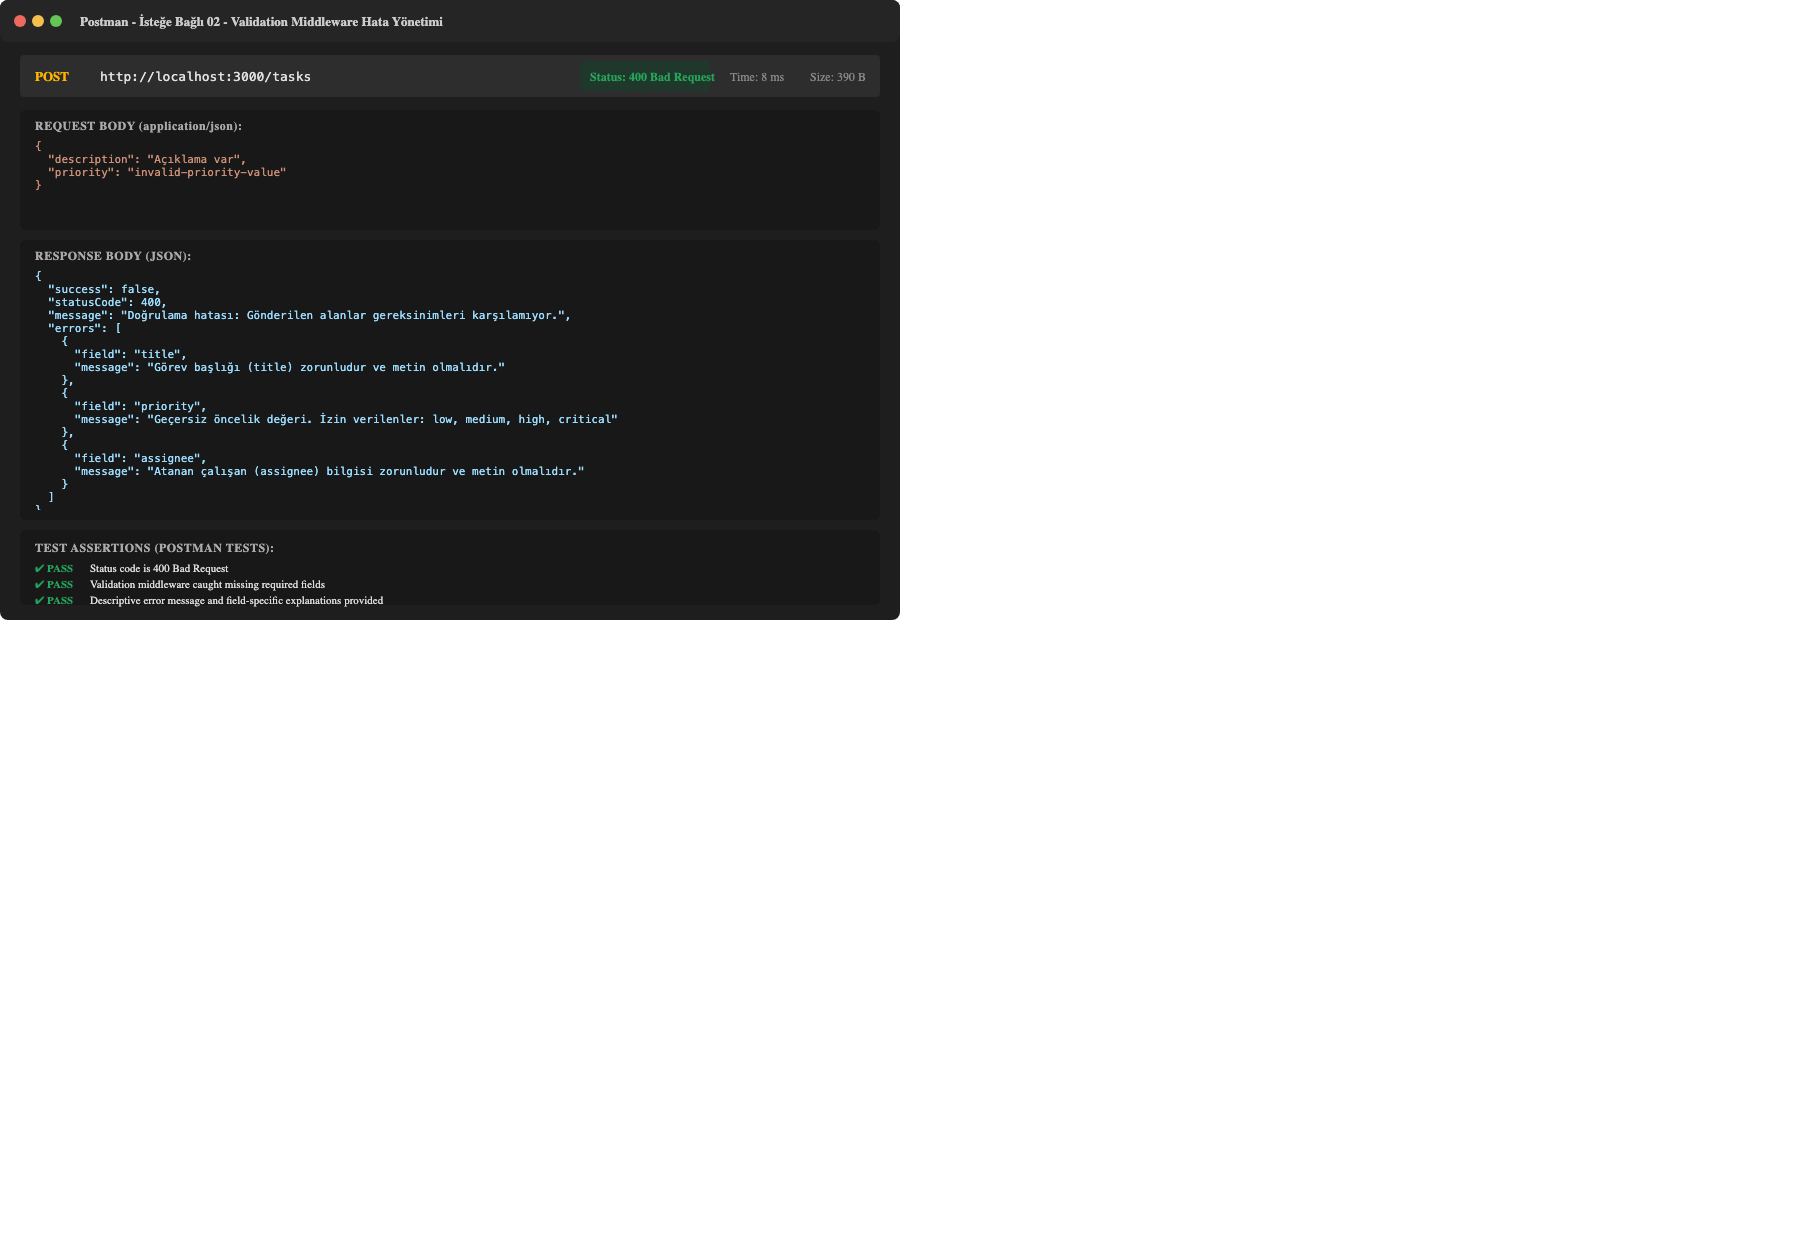 Postman - İsteğe Bağlı 02 - Validation Middleware Hata Yönetimi
POST http://localhost:3000/tasks Status: 400 Bad Request Time: 8 ms Size: 390 B
REQUEST BODY (application/json):
{
  "description": "Açıklama var",
  "priority": "invalid-priority-value"
}
RESPONSE BODY (JSON):
{
  "success": false,
  "statusCode": 400,
  "message": "Doğrulama hatası: Gönderilen alanlar gereksinimleri karşılamıyor.",
  "errors": [
    {
      "field": "title",
      "message": "Görev başlığı (title) zorunludur ve metin olmalıdır."
    },
    {
      "field": "priority",
      "message": "Geçersiz öncelik değeri. İzin verilenler: low, medium, high, critical"
    },
    {
      "field": "assignee",
      "message": "Atanan çalışan (assignee) bilgisi zorunludur ve metin olmalıdır."
    }
  ]
}
TEST ASSERTIONS (POSTMAN TESTS):
✔ PASS Status code is 400 Bad Request
✔ PASS Validation middleware caught missing required fields
✔ PASS Descriptive error message and field-specific explanations provided